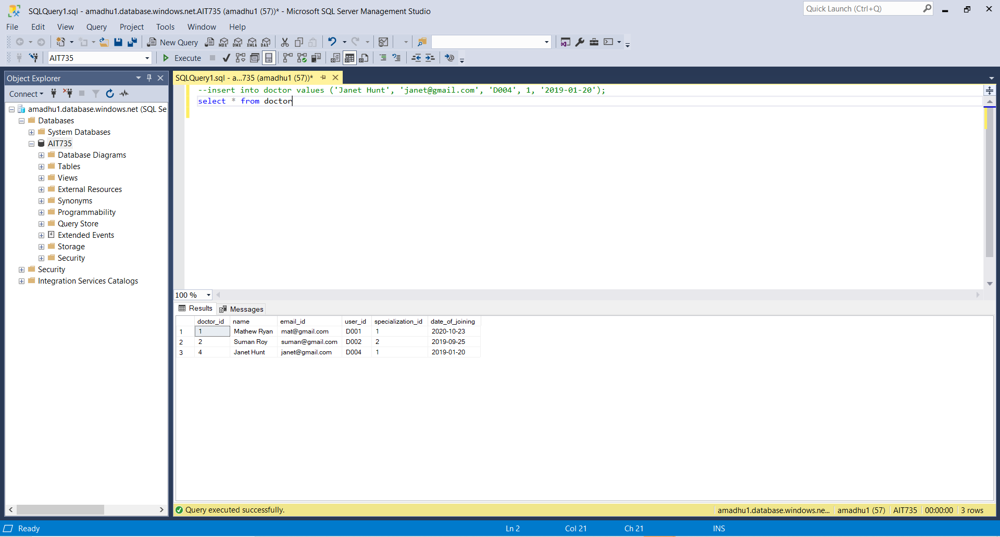 SQLQuery1.sql - amadhu1.database.windows.net.AIT735 (amadhu1 (57))* - Microsoft SQL Server Management Studio
Quick Launch (Ctrl+Q)
File Edit View Query Project Tools Window Help
New Query MDX DMX XMLA DAX
AIT735 Execute
Object Explorer
SQLQuery1.sql - a...735 (amadhu1 (57))*
Connect
--insert into doctor values ('Janet Hunt', 'janet@gmail.com', 'D004', 1, '2019-01-20');
select * from doctor
amadhu1.database.windows.net (SQL Se
Databases
System Databases
AIT735
Database Diagrams
Tables
Views
External Resources
Synonyms
Programmability
Query Store
Extended Events
Storage
Security
Security
Integration Services Catalogs
100 %
Results Messages
doctor_id name email_id user_id specialization_id date_of_joining
1 1 Mathew Ryan mat@gmail.com D001 1 2020-10-23
2 2 Suman Roy suman@gmail.com D002 2 2019-09-25
3 4 Janet Hunt janet@gmail.com D004 1 2019-01-20
Query executed successfully.
amadhu1.database.windows.ne... amadhu1 (57) AIT735 00:00:00 3 rows
Ready Ln 2 Col 21 Ch 21 INS